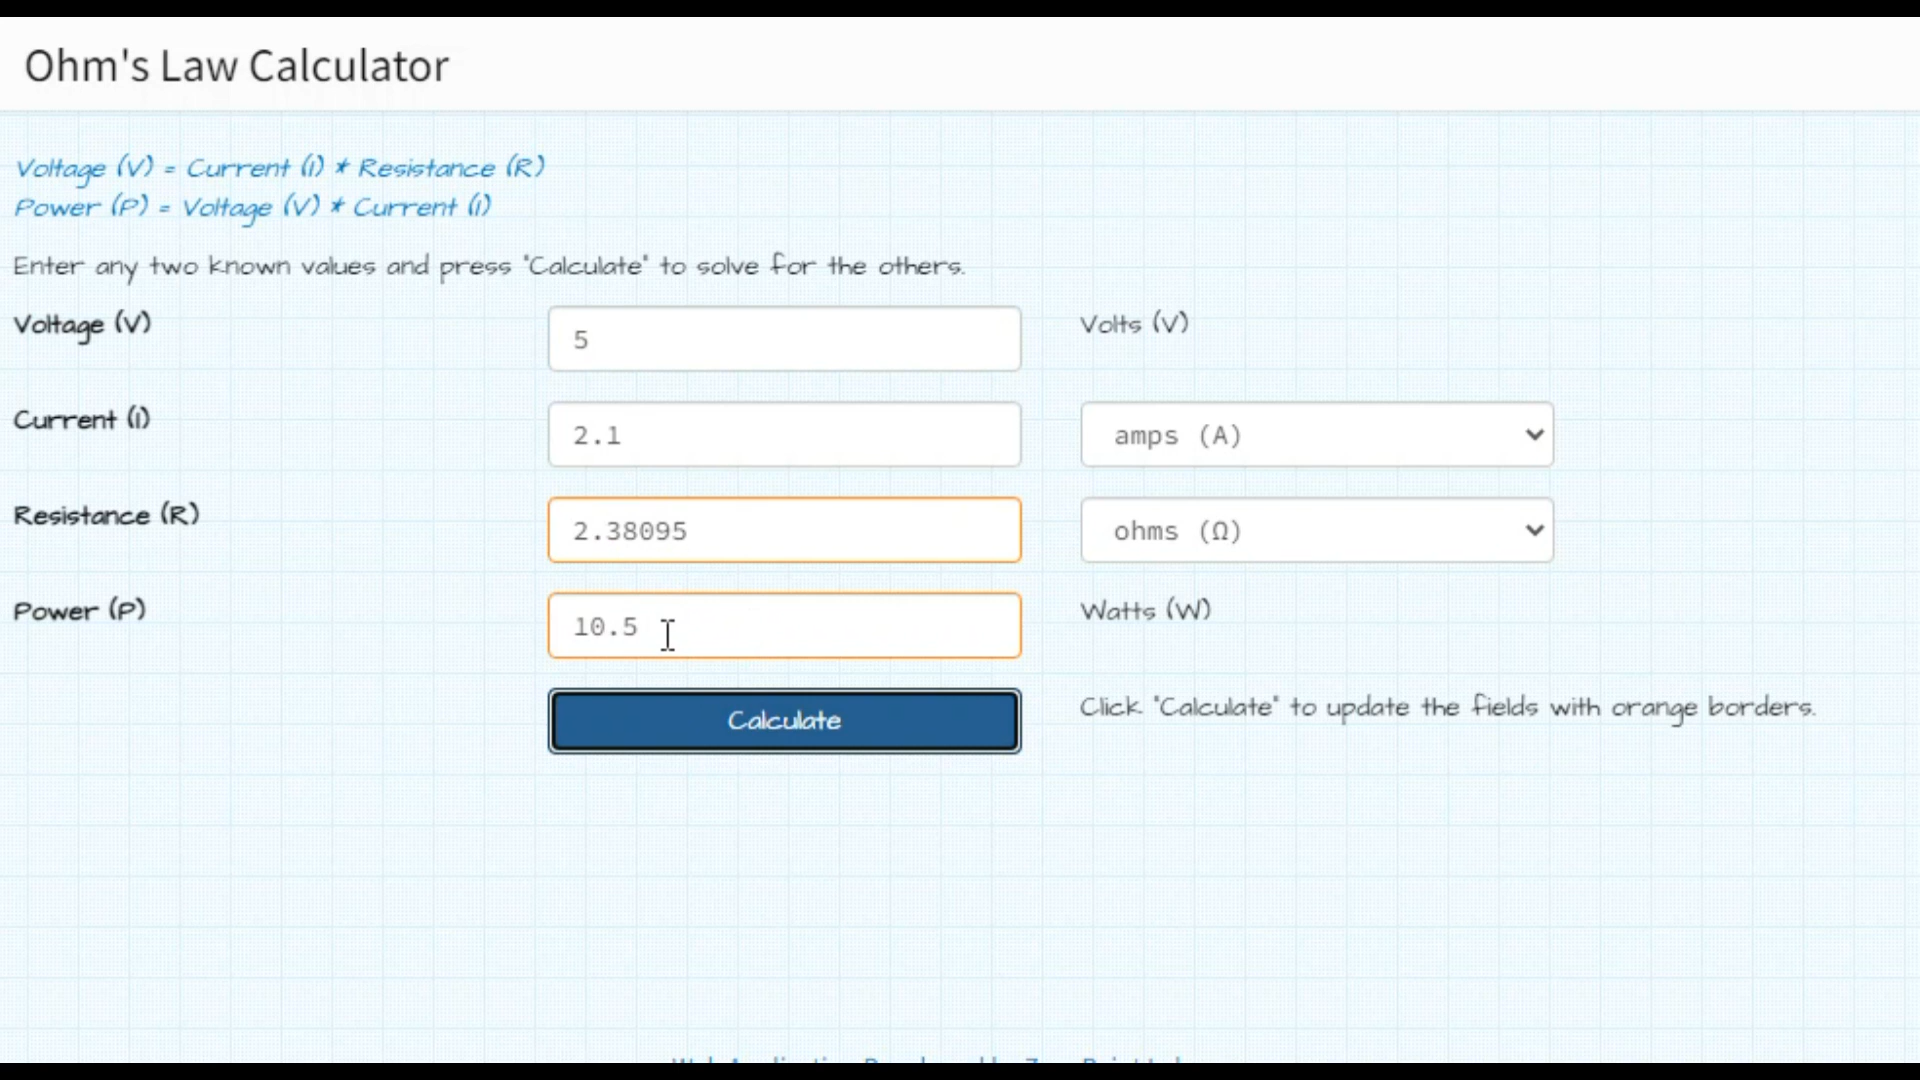 Ohm's Law Calculator
Voltage (V) = Current (I) * Resistance (R)
Power (P) = Voltage (V) * Current (I)
Enter any two known values and press "Calculate" to solve for the others.
Voltage (V) 5 Volts (V)
Current (I) 2.1 amps (A)
Resistance (R) 2.38095 ohms (Ω)
Power (P) 10.5 Watts (W)
Calculate Click "Calculate" to update the fields with orange borders.